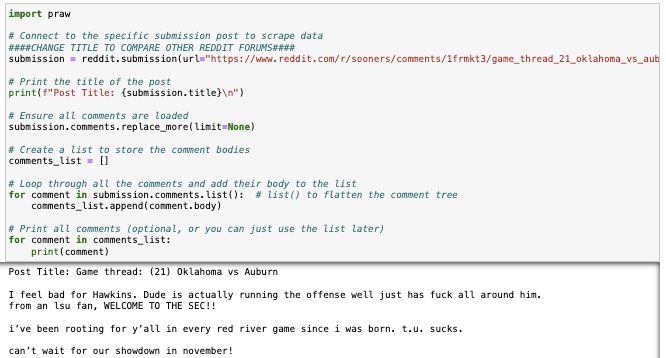 import praw
# Connect to the specific submission post to scrape data
####CHANGE TITLE TO COMPARE OTHER REDDIT FORUMS####
submission = reddit.submission(url="https://www.reddit.com/r/sooners/comments/1frmkt3/game_thread_21_oklahoma_vs_aub
# Print the title of the post
print(f"Post Title: {submission.title}\n")
# Ensure all comments are loaded
submission.comments.replace_more(limit=None)
# Create a list to store the comment bodies
comments_list = []
# Loop through all the comments and add their body to the list
for comment in submission.comments.list():  # list() to flatten the comment tree
    comments_list.append(comment.body)
# Print all comments (optional, or you can just use the list later)
for comment in comments_list:
    print(comment)
Post Title: Game thread: (21) Oklahoma vs Auburn
I feel bad for Hawkins. Dude is actually running the offense well just has fuck all around him.
from an lsu fan, WELCOME TO THE SEC!!
i've been rooting for y'all in every red river game since i was born. t.u. sucks.
can't wait for our showdown in november!